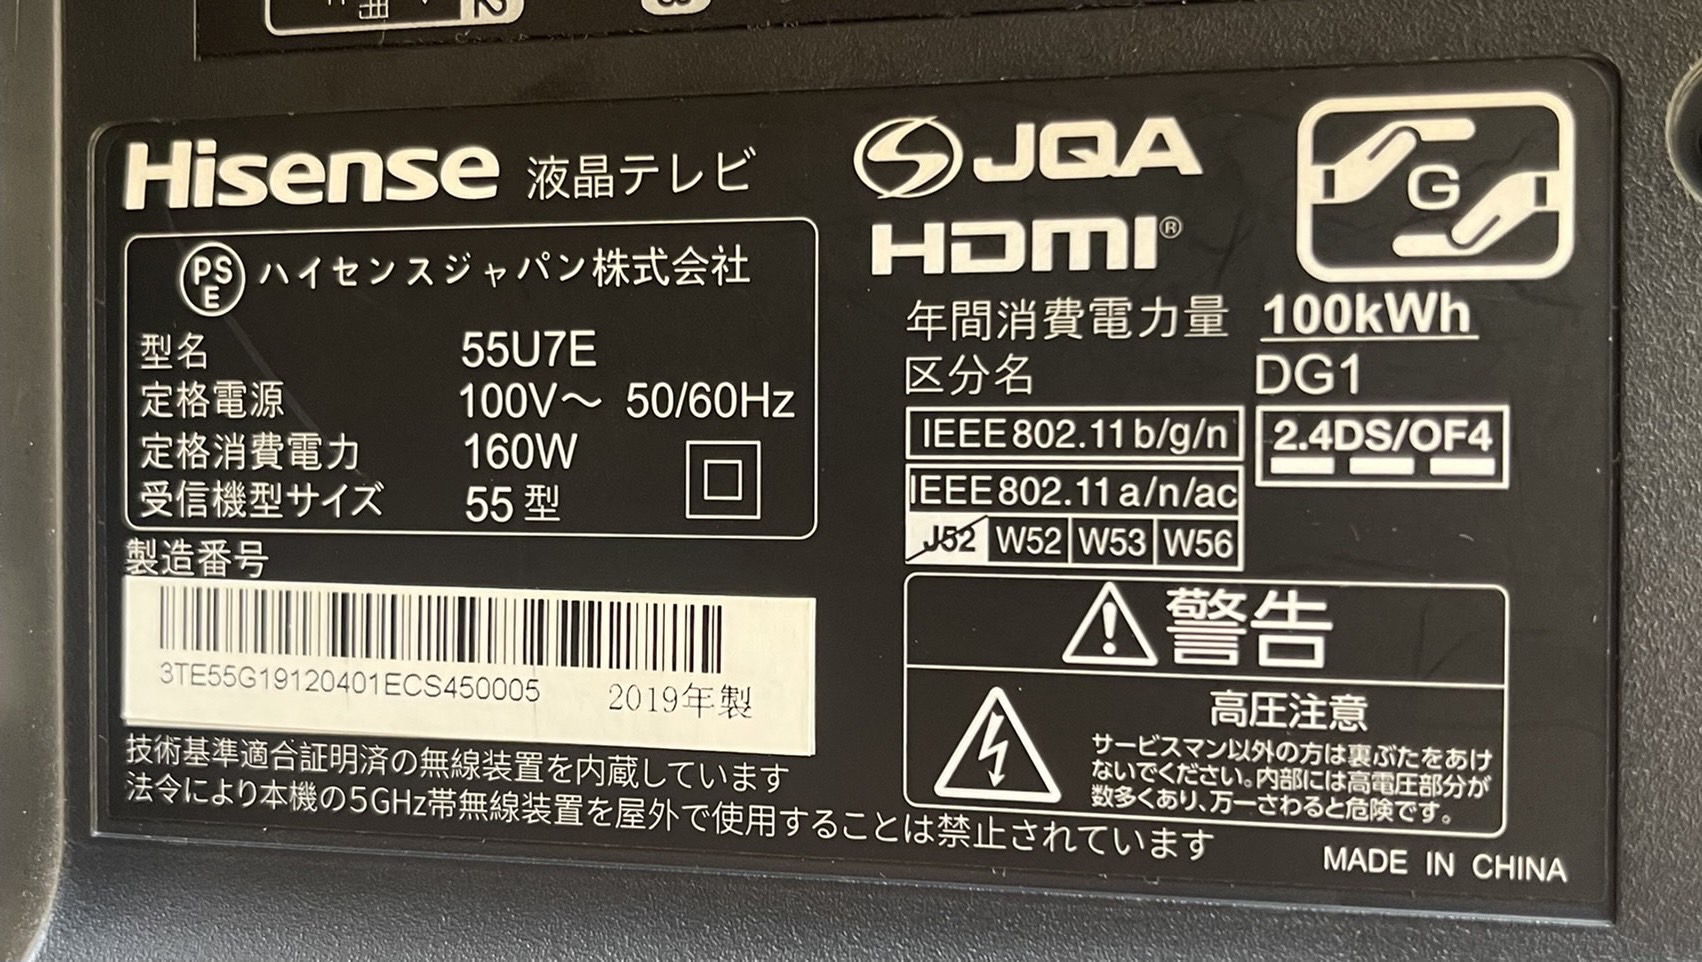 Hisense 液晶テレビ
PS
E
ハイセンスジャパン株式会社
型名 55U7E
定格電源 100V～ 50/60Hz
定格消費電力 160W
受信機型サイズ 55型
製造番号
3TE55G19120401ECS450005 2019年製
技術基準適合証明済の無線装置を内蔵しています
法令により本機の5GHz帯無線装置を屋外で使用することは禁止されています
JQA
HDMI®
G
年間消費電力量 100kWh
区分名 DG1
IEEE802.11b/g/n
2.4DS/OF4
IEEE802.11a/n/ac
J52 W52 W53 W56
警告
高圧注意
サービスマン以外の方は裏ぶたをあけ
ないでください。内部には高電圧部分が
数多くあり、万一さわると危険です。
MADE IN CHINA